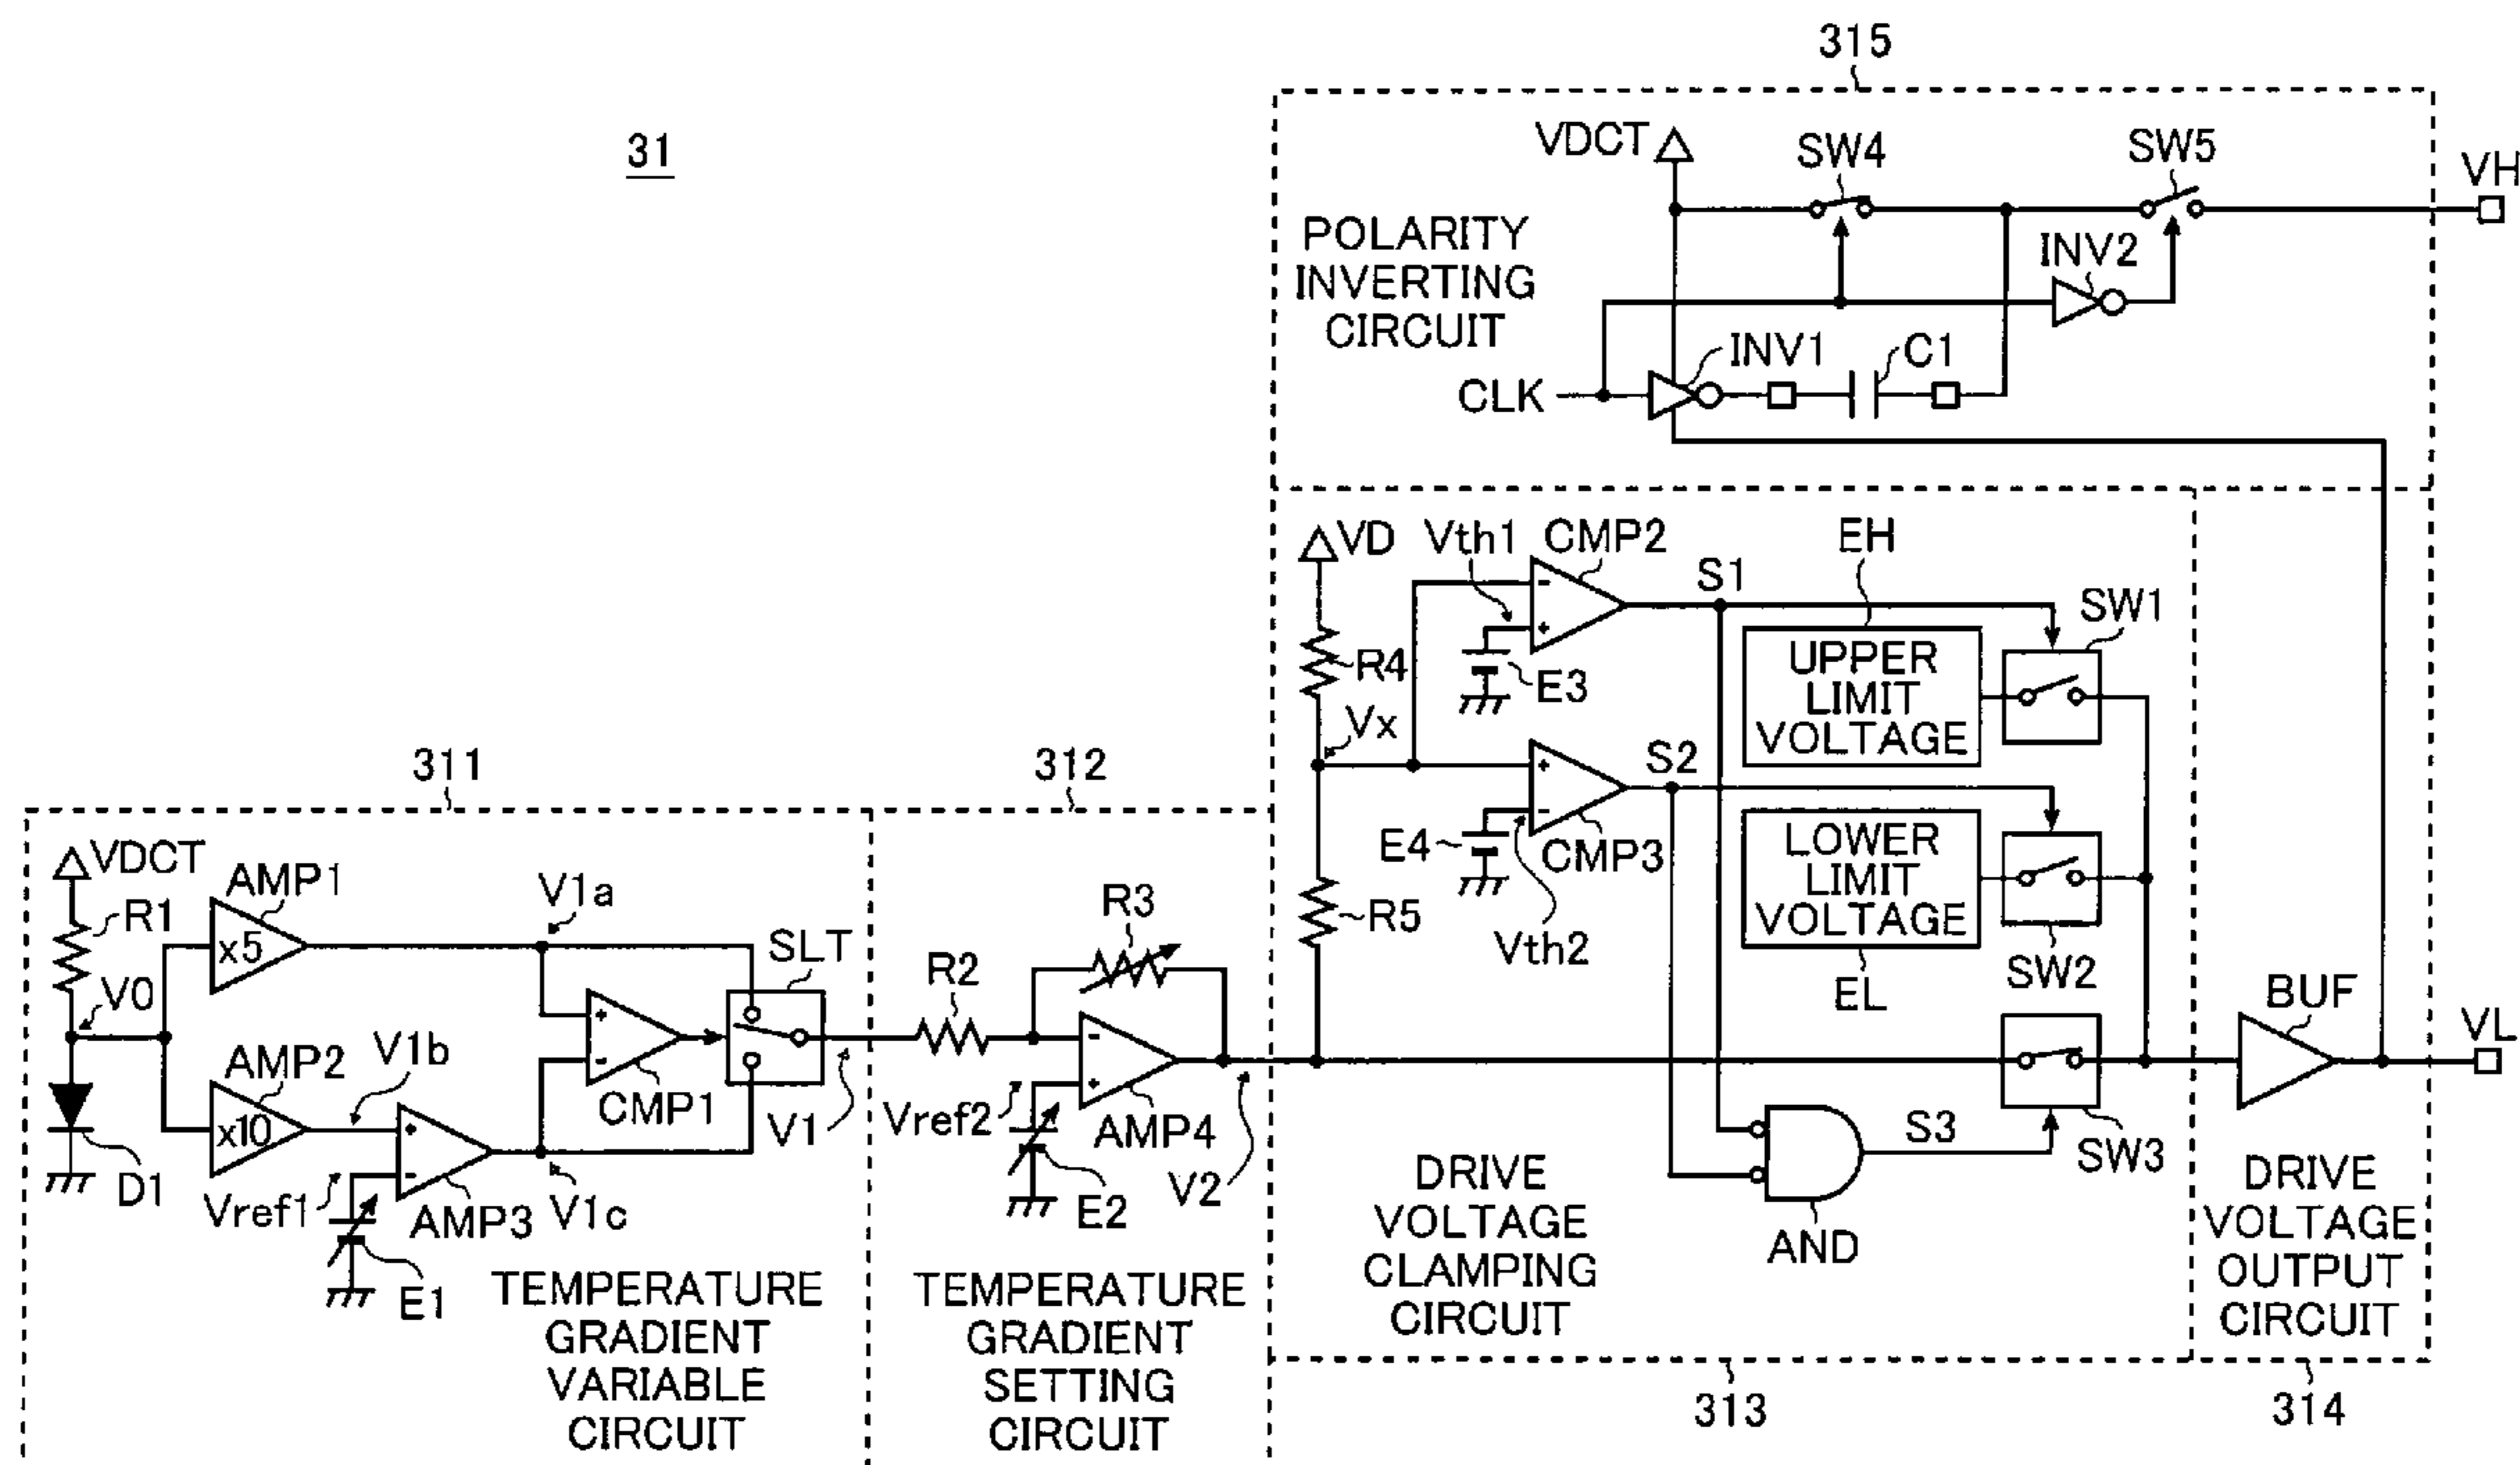 31
315
POLARITY
INVERTING
CIRCUIT
VDCT
SW4
SW5
VH
INV2
INV1
C1
CLK
VD
Vth1
CMP2
S1
EH
SW1
R4
E3
UPPER
LIMIT
VOLTAGE
Vx
S2
E4
CMP3
Vth2
LOWER
LIMIT
VOLTAGE
EL
SW2
R5
BUF
VL
S3
SW3
AND
DRIVE
VOLTAGE
CLAMPING
CIRCUIT
DRIVE
VOLTAGE
OUTPUT
CIRCUIT
313
314
311
312
VDCT
AMP1
x5
R1
V0
V1a
SLT
AMP2
x10
V1b
CMP1
V1
D1
Vref1
AMP3
V1c
E1
TEMPERATURE
GRADIENT
VARIABLE
CIRCUIT
R2
R3
Vref2
AMP4
E2
V2
TEMPERATURE
GRADIENT
SETTING
CIRCUIT
- 
+
+
-
+
-
+
-
-
+